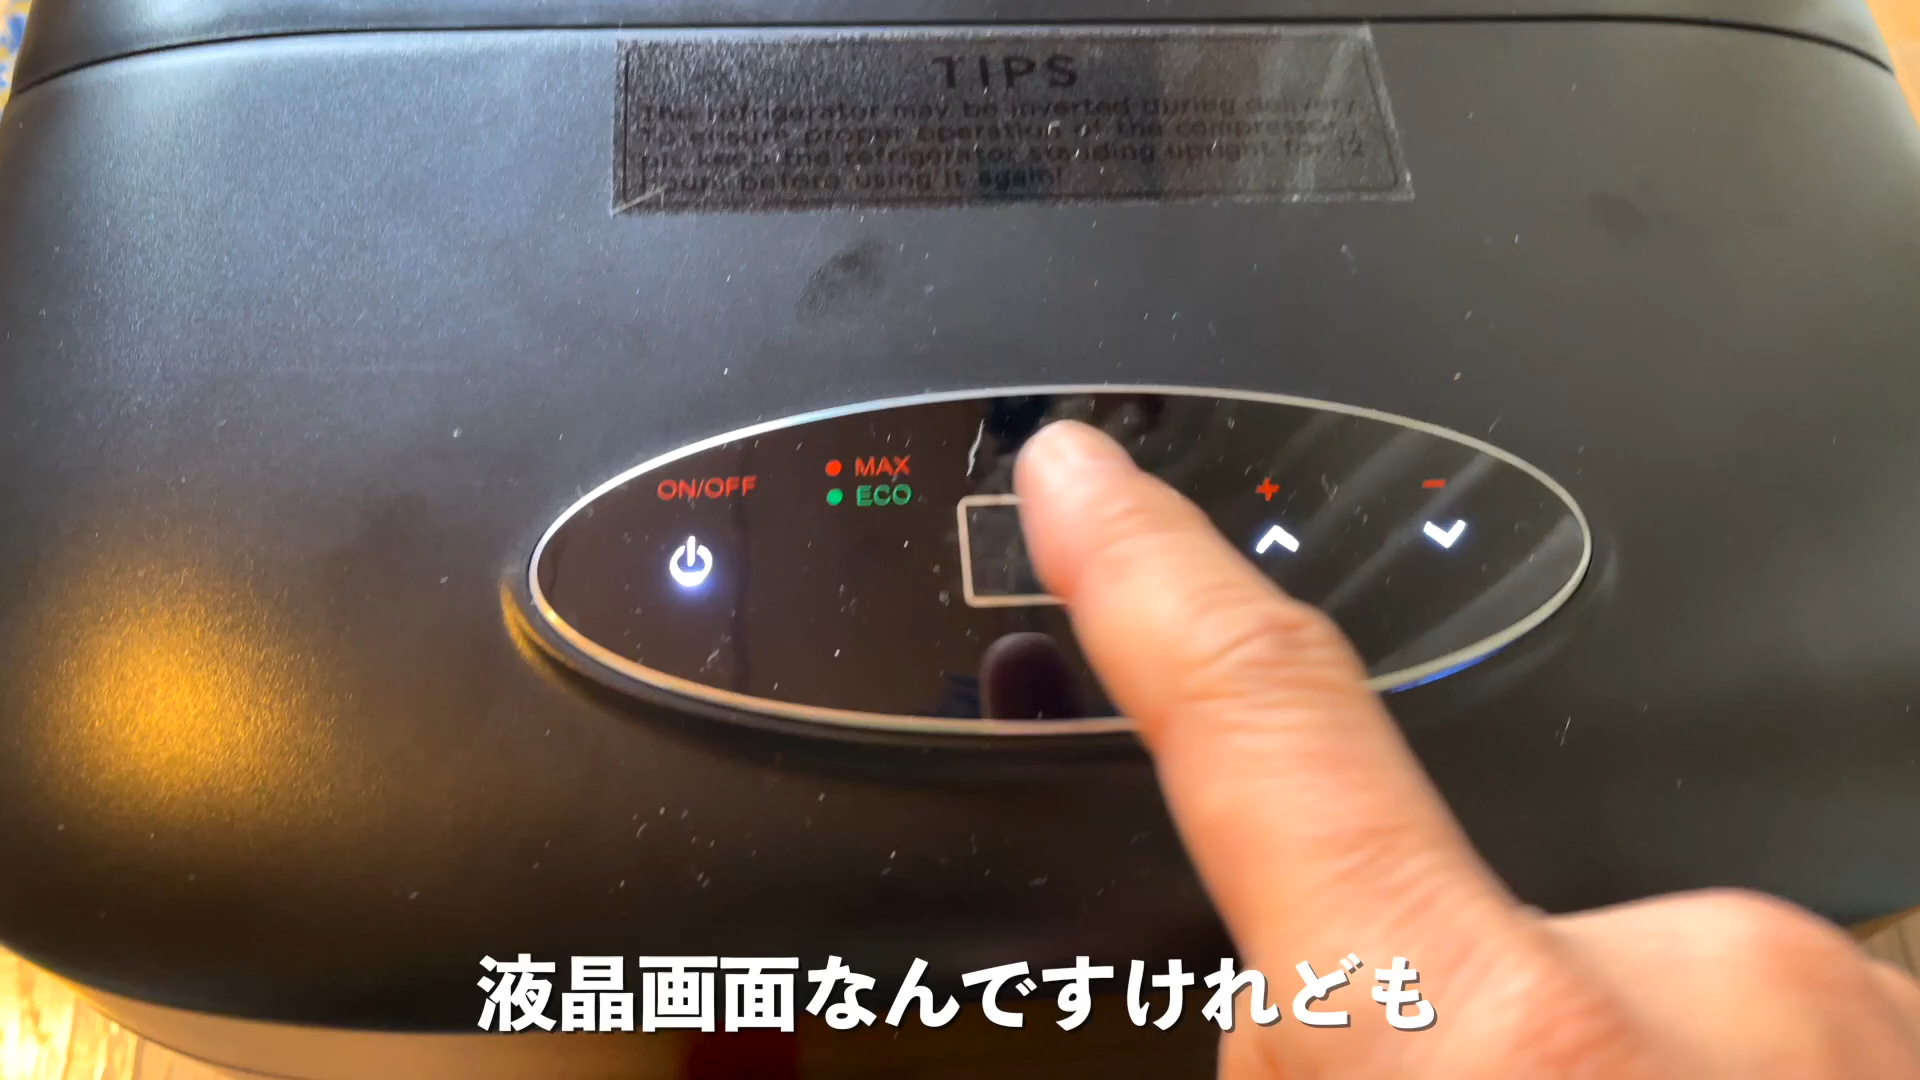 TIPS
The refrigerator may be inverted during delivery.
To ensure proper operation of the compressor,
pls keep the refrigerator standing upright for 12
hours before using it again!
ON/OFF
MAX
ECO
+
-
液晶画面なんですけれども